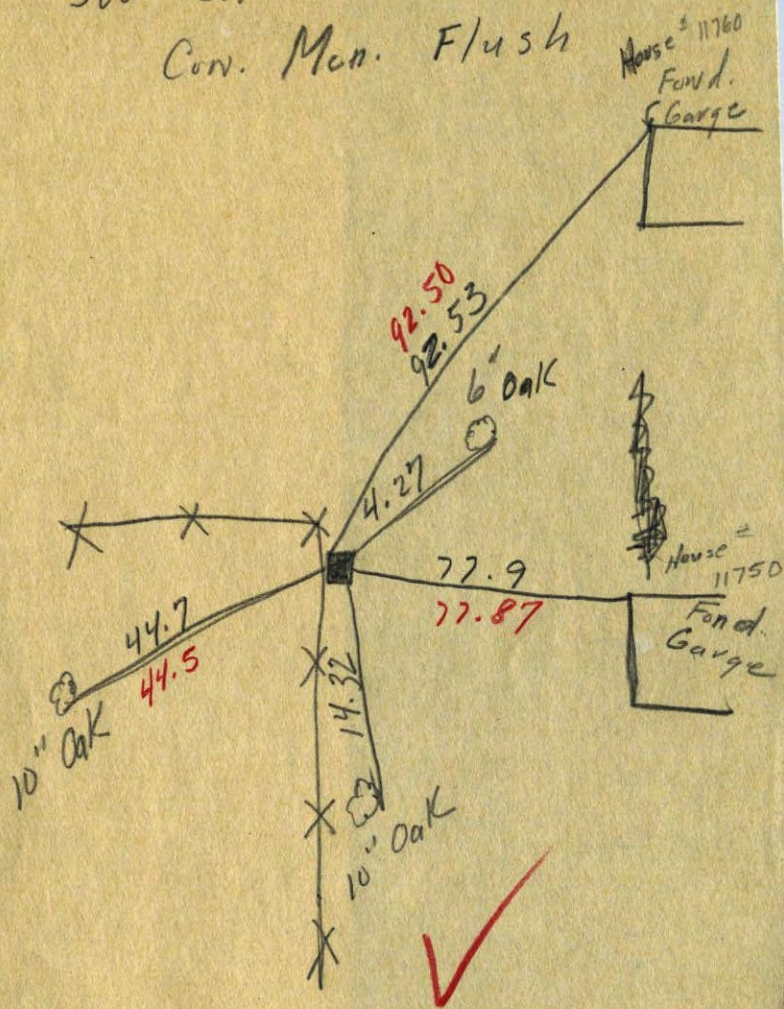 Con. Mon. Flush
House # 11760
Fond.
Garge
92.50
92.53
6" Oak
4.27
77.9
77.87
House #
11750
Fond.
Garge
44.7
44.5
10" Oak
14.32
10" Oak